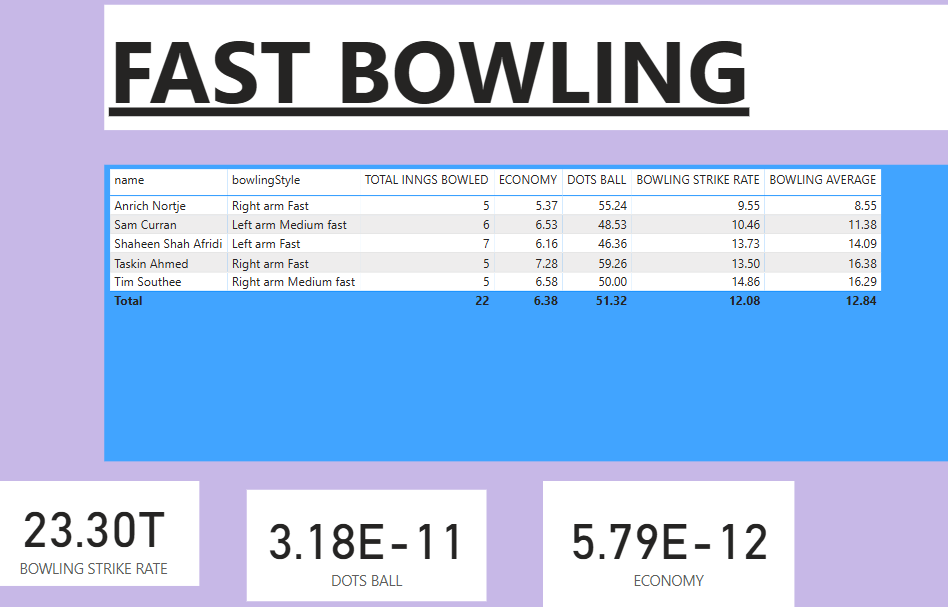 FAST BOWLING
name bowlingStyle TOTAL INNGS BOWLED ECONOMY DOTS BALL BOWLING STRIKE RATE BOWLING AVERAGE
Anrich Nortje Right arm Fast 5 5.37 55.24 9.55 8.55
Sam Curran Left arm Medium fast 6 6.53 48.53 10.46 11.38
Shaheen Shah Afridi Left arm Fast 7 6.16 46.36 13.73 14.09
Taskin Ahmed Right arm Fast 5 7.28 59.26 13.50 16.38
Tim Southee Right arm Medium fast 5 6.58 50.00 14.86 16.29
Total 22 6.38 51.32 12.08 12.84
23.30T 3.18E-11 5.79E-12
BOWLING STRIKE RATE DOTS BALL ECONOMY